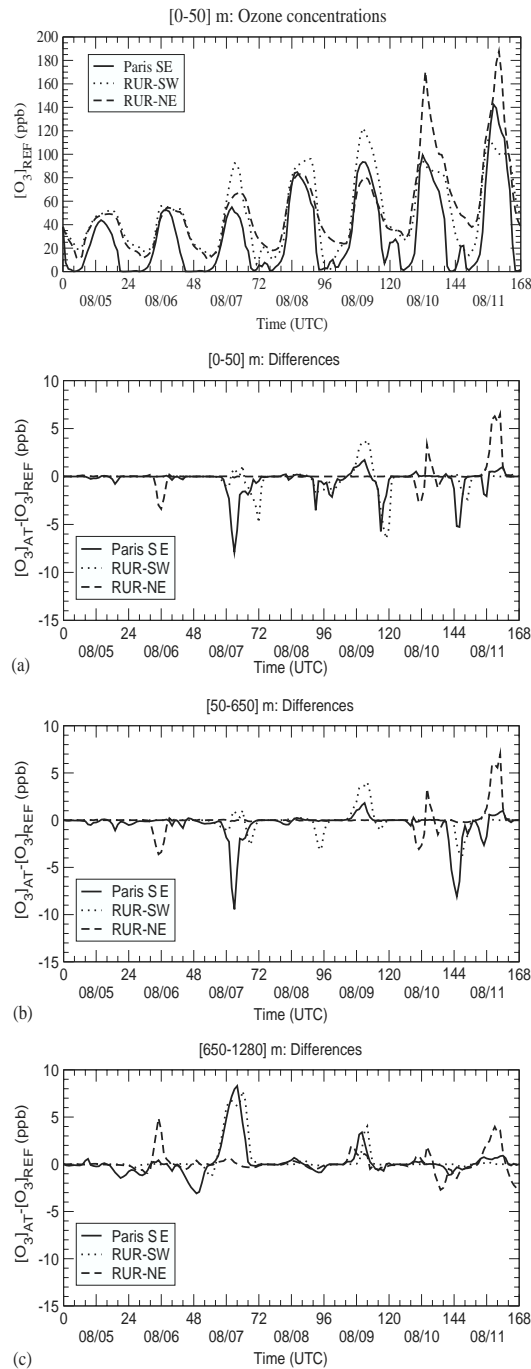 [0-50] m: Ozone concentrations
[O3]REF (ppb)
200
180
160
140
120
100
80
60
40
20
0
Paris SE
RUR-SW
RUR-NE
0 24 48 72 96 120 144 168
08/05 08/06 08/07 08/08 08/09 08/10 08/11
Time (UTC)
[0-50] m: Differences
[O3]AT-[O3]REF (ppb)
10
5
0
-5
-10
-15
Paris SE
RUR-SW
RUR-NE
0 24 48 72 96 120 144 168
08/05 08/06 08/07 08/08 08/09 08/10 08/11
(a) Time (UTC)
[50-650] m: Differences
[O3]AT-[O3]REF (ppb)
10
5
0
-5
-10
-15
Paris SE
RUR-SW
RUR-NE
0 24 48 72 96 120 144 168
08/05 08/06 08/07 08/08 08/09 08/10 08/11
(b) Time (UTC)
[650-1280] m: Differences
[O3]AT-[O3]REF (ppb)
10
5
0
-5
-10
-15
Paris SE
RUR-SW
RUR-NE
0 24 48 72 96 120 144 168
08/05 08/06 08/07 08/08 08/09 08/10 08/11
(c) Time (UTC)